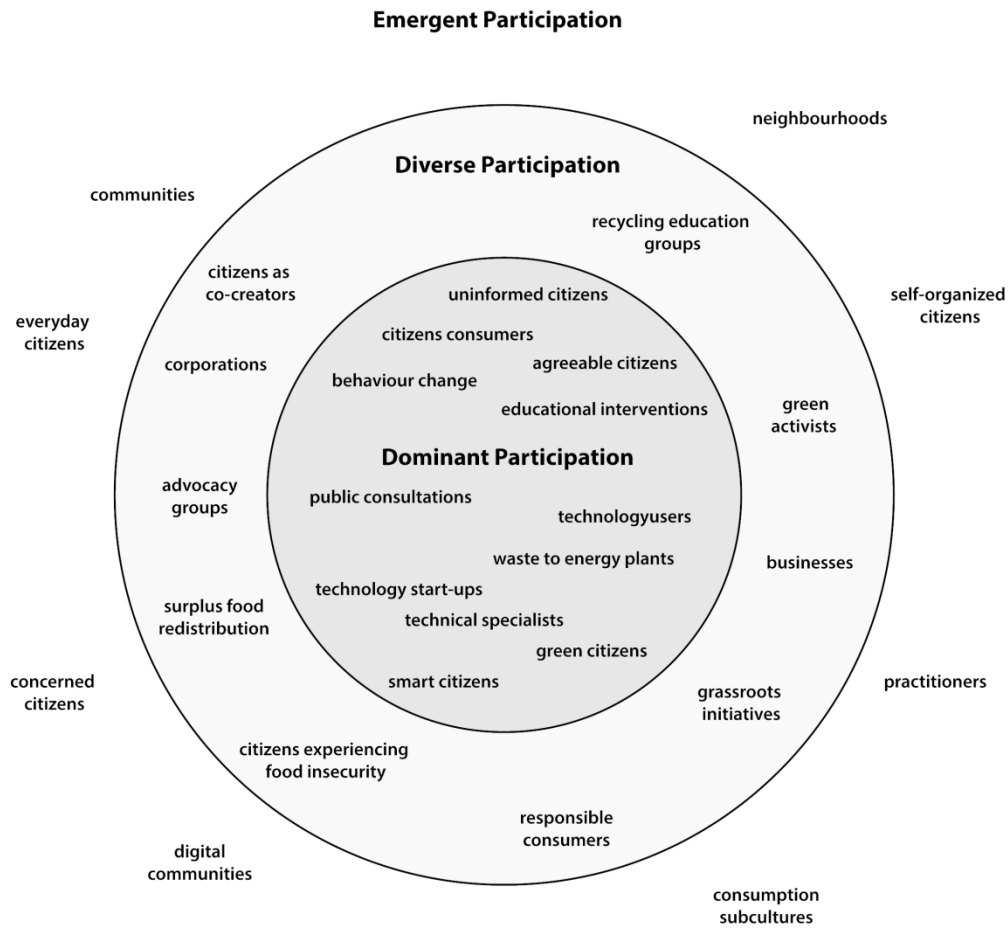 Emergent Participation
neighbourhoods
Diverse Participation
communities
recycling education
groups
citizens as
co-creators
uninformed citizens
self-organized
citizens
everyday
citizens
citizens consumers
corporations
agreeable citizens
behaviour change
educational interventions
green
activists
Dominant Participation
advocacy
groups
public consultations
technologyusers
waste to energy plants
businesses
technology start-ups
surplus food
redistribution
technical specialists
green citizens
concerned
citizens
smart citizens
practitioners
grassroots
initiatives
citizens experiencing
food insecurity
responsible
consumers
digital
communities
consumption
subcultures